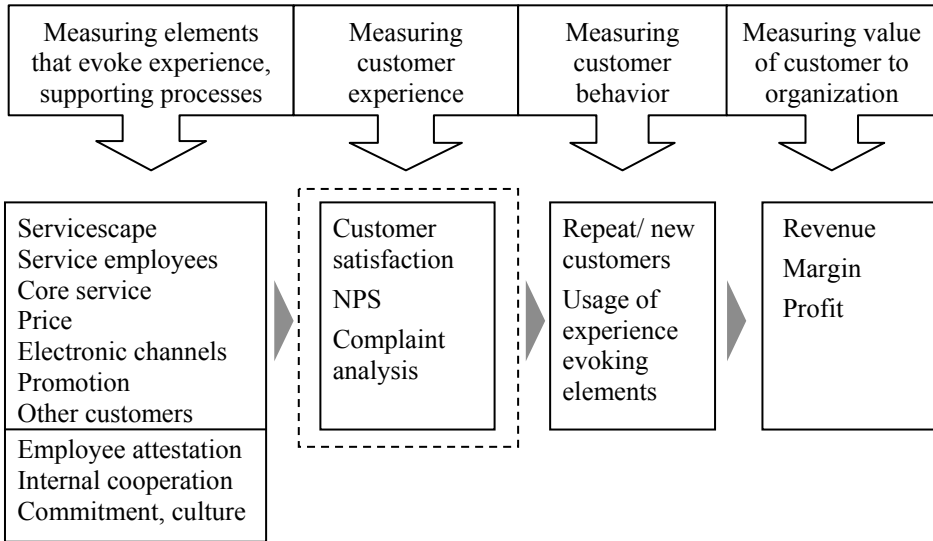 Measuring elements
that evoke experience,
supporting processes
Measuring
customer
experience
Measuring
customer
behavior
Measuring value
of customer to
organization
Servicescape
Service employees
Core service
Price
Electronic channels
Promotion
Other customers
Employee attestation
Internal cooperation
Commitment, culture
Customer
satisfaction
NPS
Complaint
analysis
Repeat/ new
customers
Usage of
experience
evoking
elements
Revenue
Margin
Profit